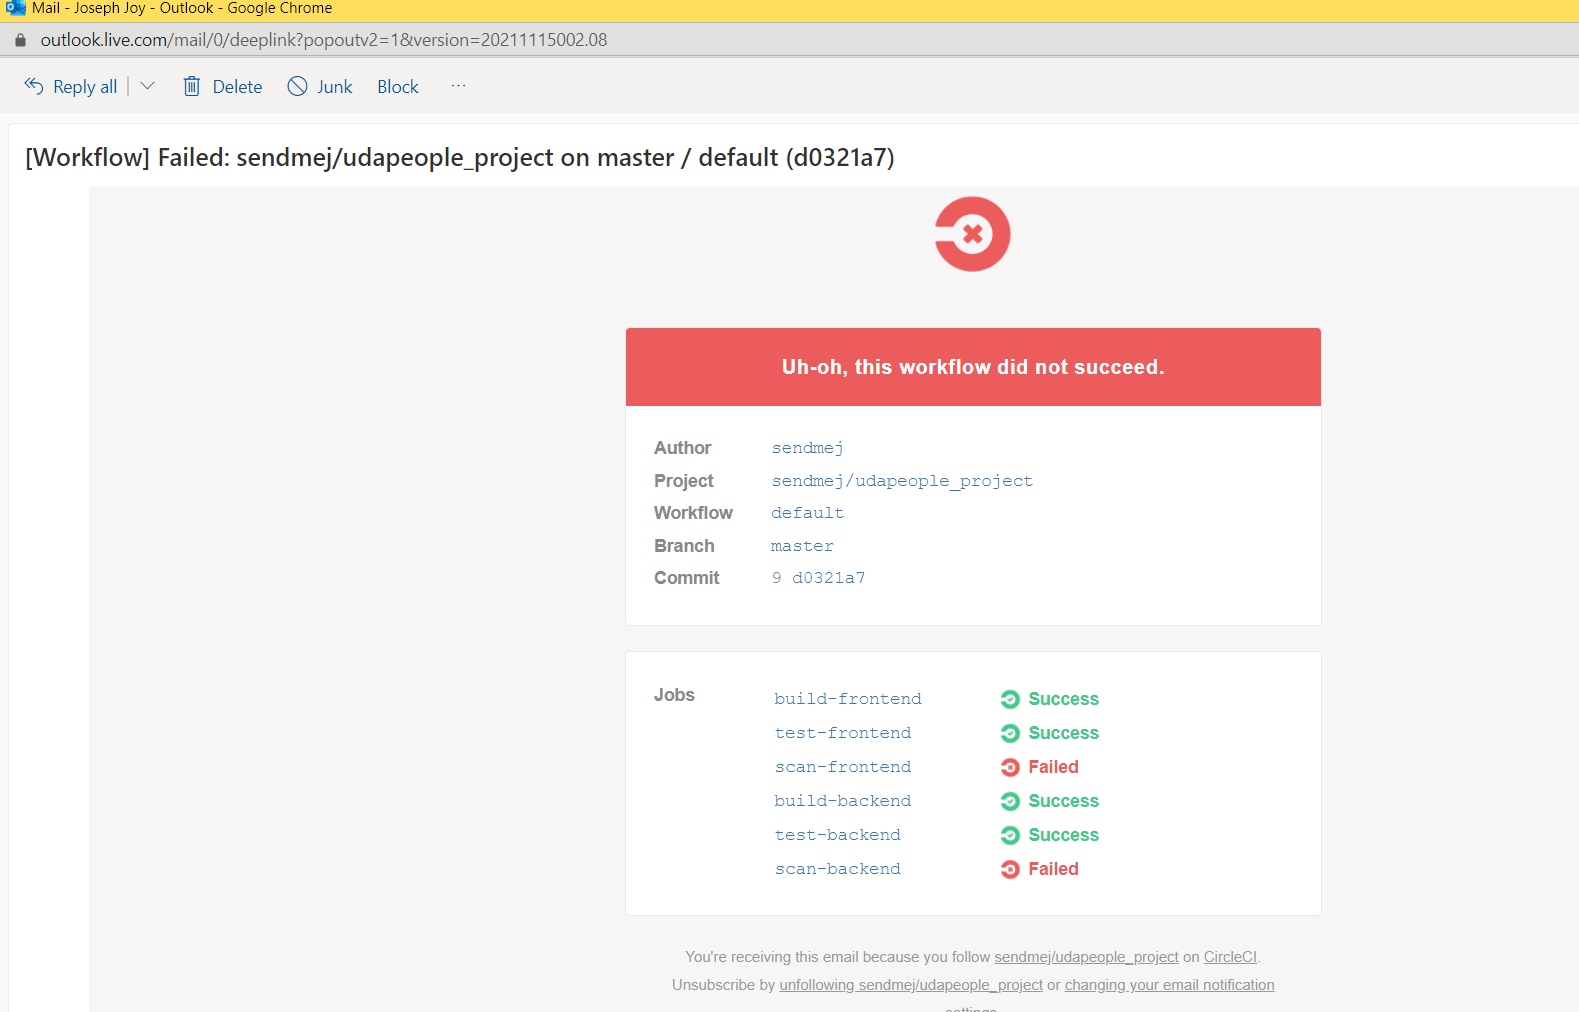 Mail - Joseph Joy - Outlook - Google Chrome
outlook.live.com/mail/0/deeplink?popoutv2=1&version=20211115002.08
Reply all Delete Junk Block ...
[Workflow] Failed: sendmej/udapeople_project on master / default (d0321a7)
Uh-oh, this workflow did not succeed.
Author sendmej
Project sendmej/udapeople_project
Workflow default
Branch master
Commit 9 d0321a7
Jobs build-frontend Success
test-frontend Success
scan-frontend Failed
build-backend Success
test-backend Success
scan-backend Failed
You're receiving this email because you follow sendmej/udapeople_project on CircleCI.
Unsubscribe by unfollowing sendmej/udapeople_project or changing your email notification
settings